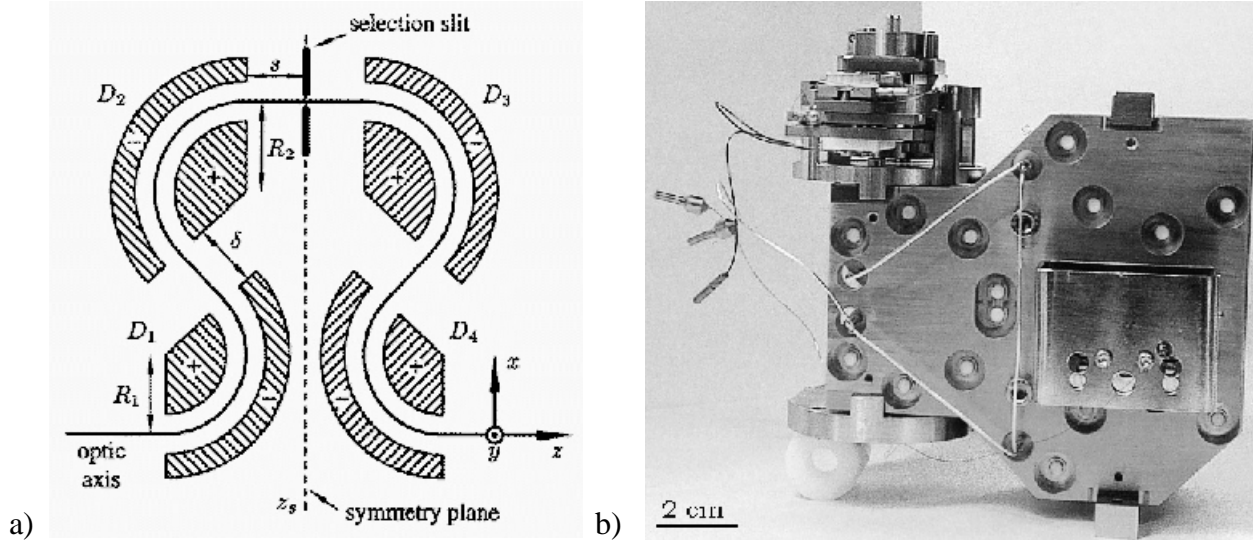 selection slit
s
D₂
D₃
R₂
+
+
δ
D₁
D₄
+
+
x
R₁
optic
axis
y
z
zₛ
symmetry plane
a)
b)
2 cm